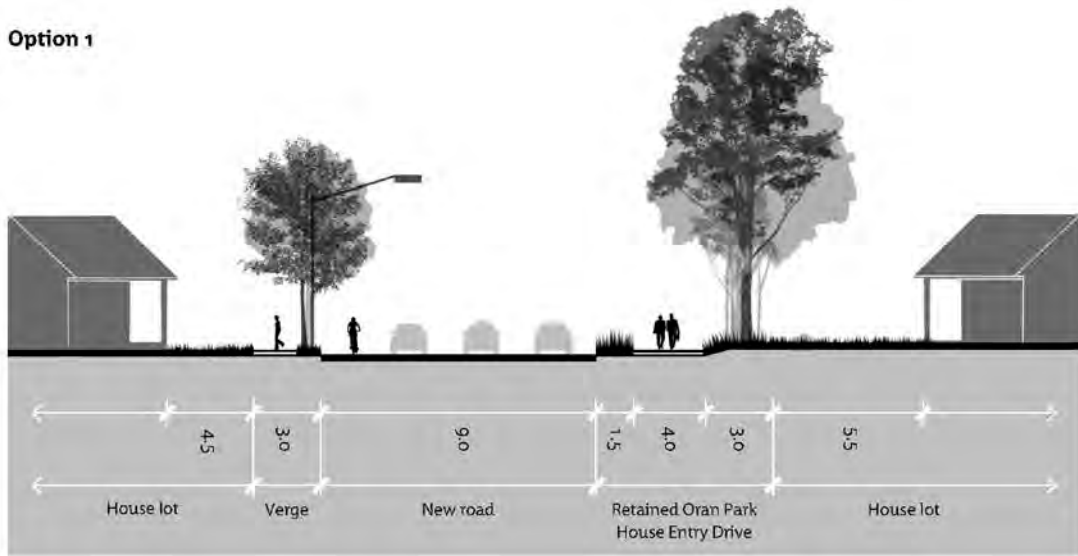 Option 1
4.5
3.0
9.0
1.5
4.0
3.0
5.5
House lot
Verge
New road
Retained Oran Park
House Entry Drive
House lot